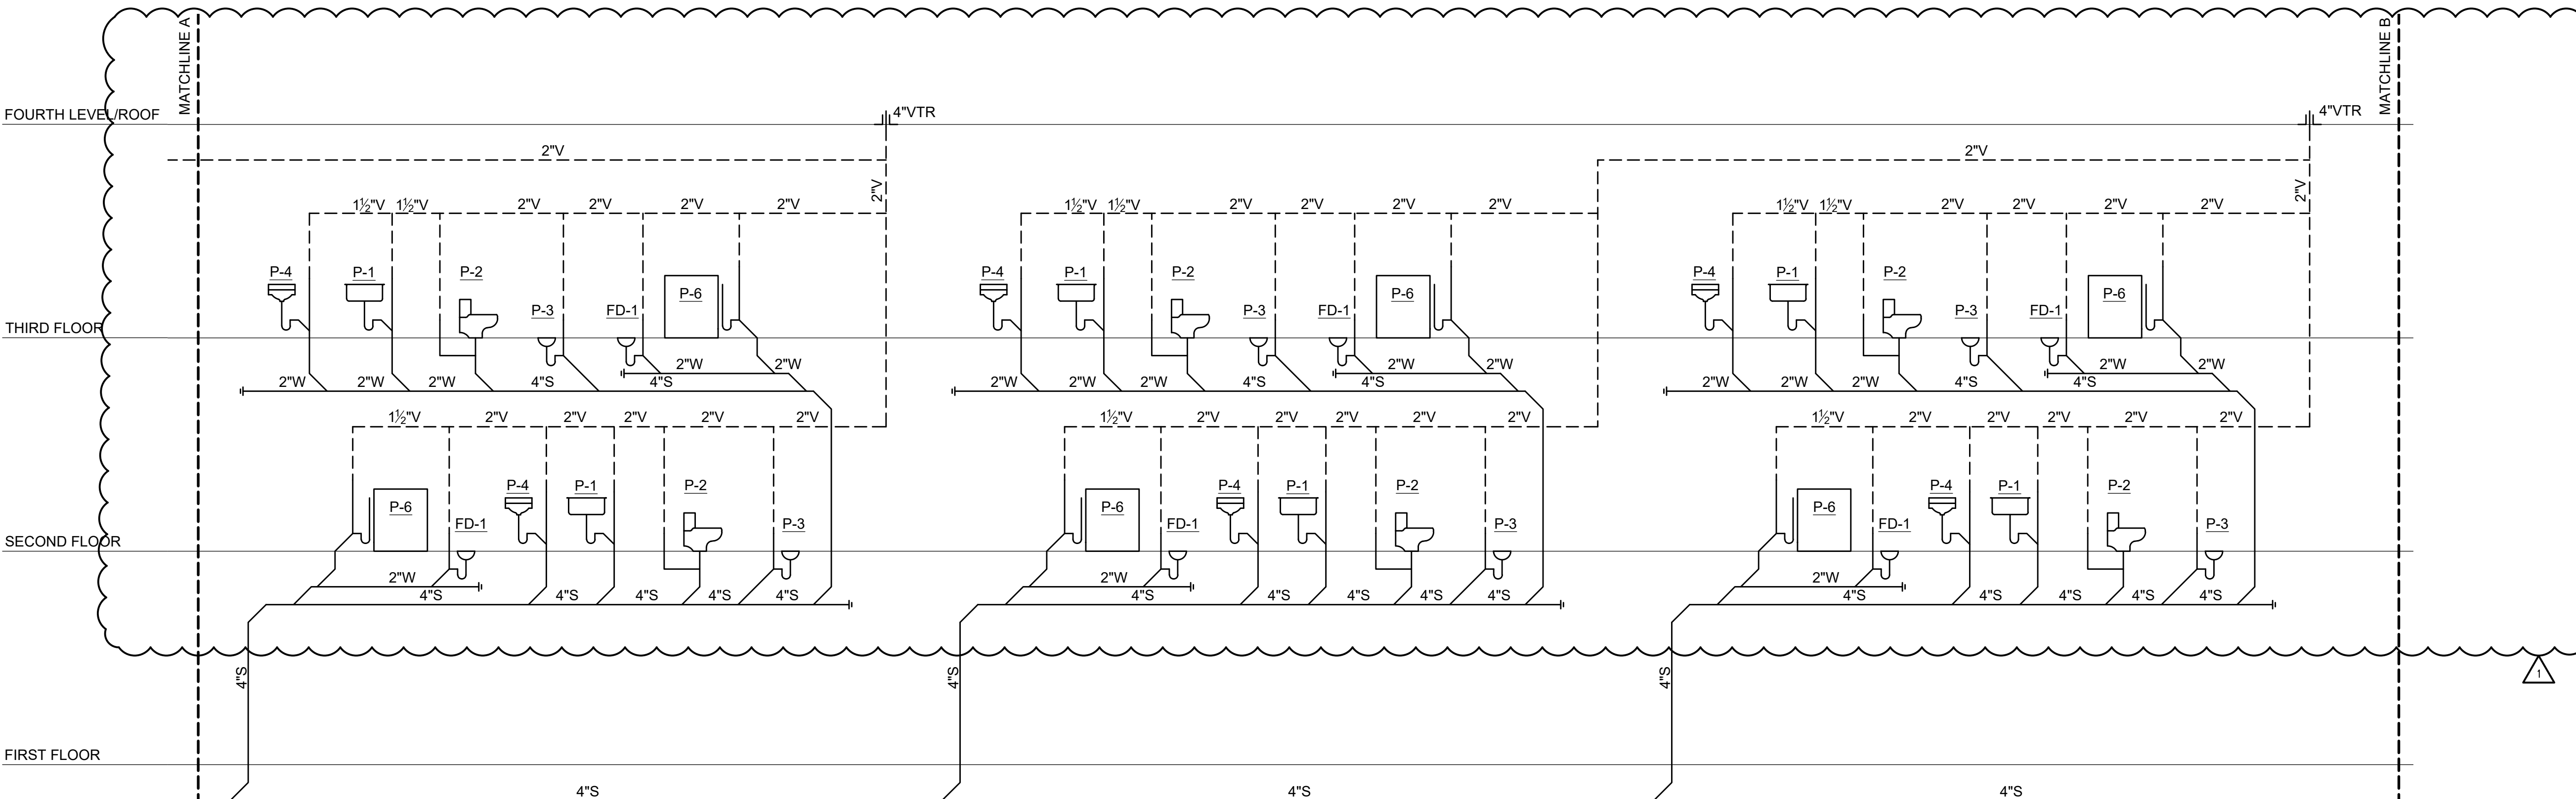 MATCHLINE A
MATCHLINE B
FOURTH LEVEL/ROOF
4"VTR
4"VTR
2"V
2"V
2"V
2"V
1½"V 1½"V 2"V 2"V 2"V 2"V
1½"V 1½"V 2"V 2"V 2"V 2"V
1½"V 1½"V 2"V 2"V 2"V 2"V
P-4 P-1 P-2 P-3 FD-1 P-6
P-4 P-1 P-2 P-3 FD-1 P-6
P-4 P-1 P-2 P-3 FD-1 P-6
THIRD FLOOR
2"W 2"W
2"W 2"W
2"W 2"W
2"W 2"W 2"W 4"S 4"S
2"W 2"W 2"W 4"S 4"S
2"W 2"W 2"W 4"S 4"S
1½"V 2"V 2"V 2"V 2"V 2"V
1½"V 2"V 2"V 2"V 2"V 2"V
1½"V 2"V 2"V 2"V 2"V 2"V
P-6 FD-1 P-4 P-1 P-2 P-3
P-6 FD-1 P-4 P-1 P-2 P-3
P-6 FD-1 P-4 P-1 P-2 P-3
SECOND FLOOR
2"W
2"W
2"W
4"S 4"S 4"S 4"S 4"S
4"S 4"S 4"S 4"S 4"S
4"S 4"S 4"S 4"S 4"S
4"S
4"S
4"S
1
FIRST FLOOR
4"S
4"S
4"S